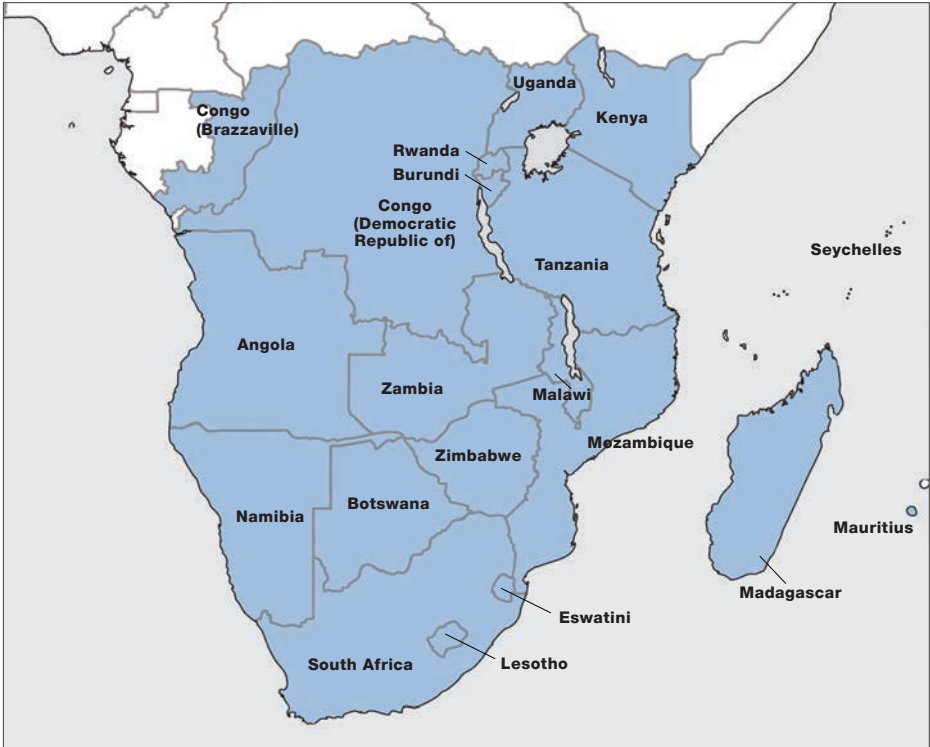 Uganda
Congo
(Brazzaville)
Kenya
Rwanda
Burundi
Congo
(Democratic
Republic of)
Seychelles
Tanzania
Angola
Zambia
Malawi
Mozambique
Zimbabwe
Botswana
Namibia
Mauritius
Madagascar
Eswatini
South Africa
Lesotho